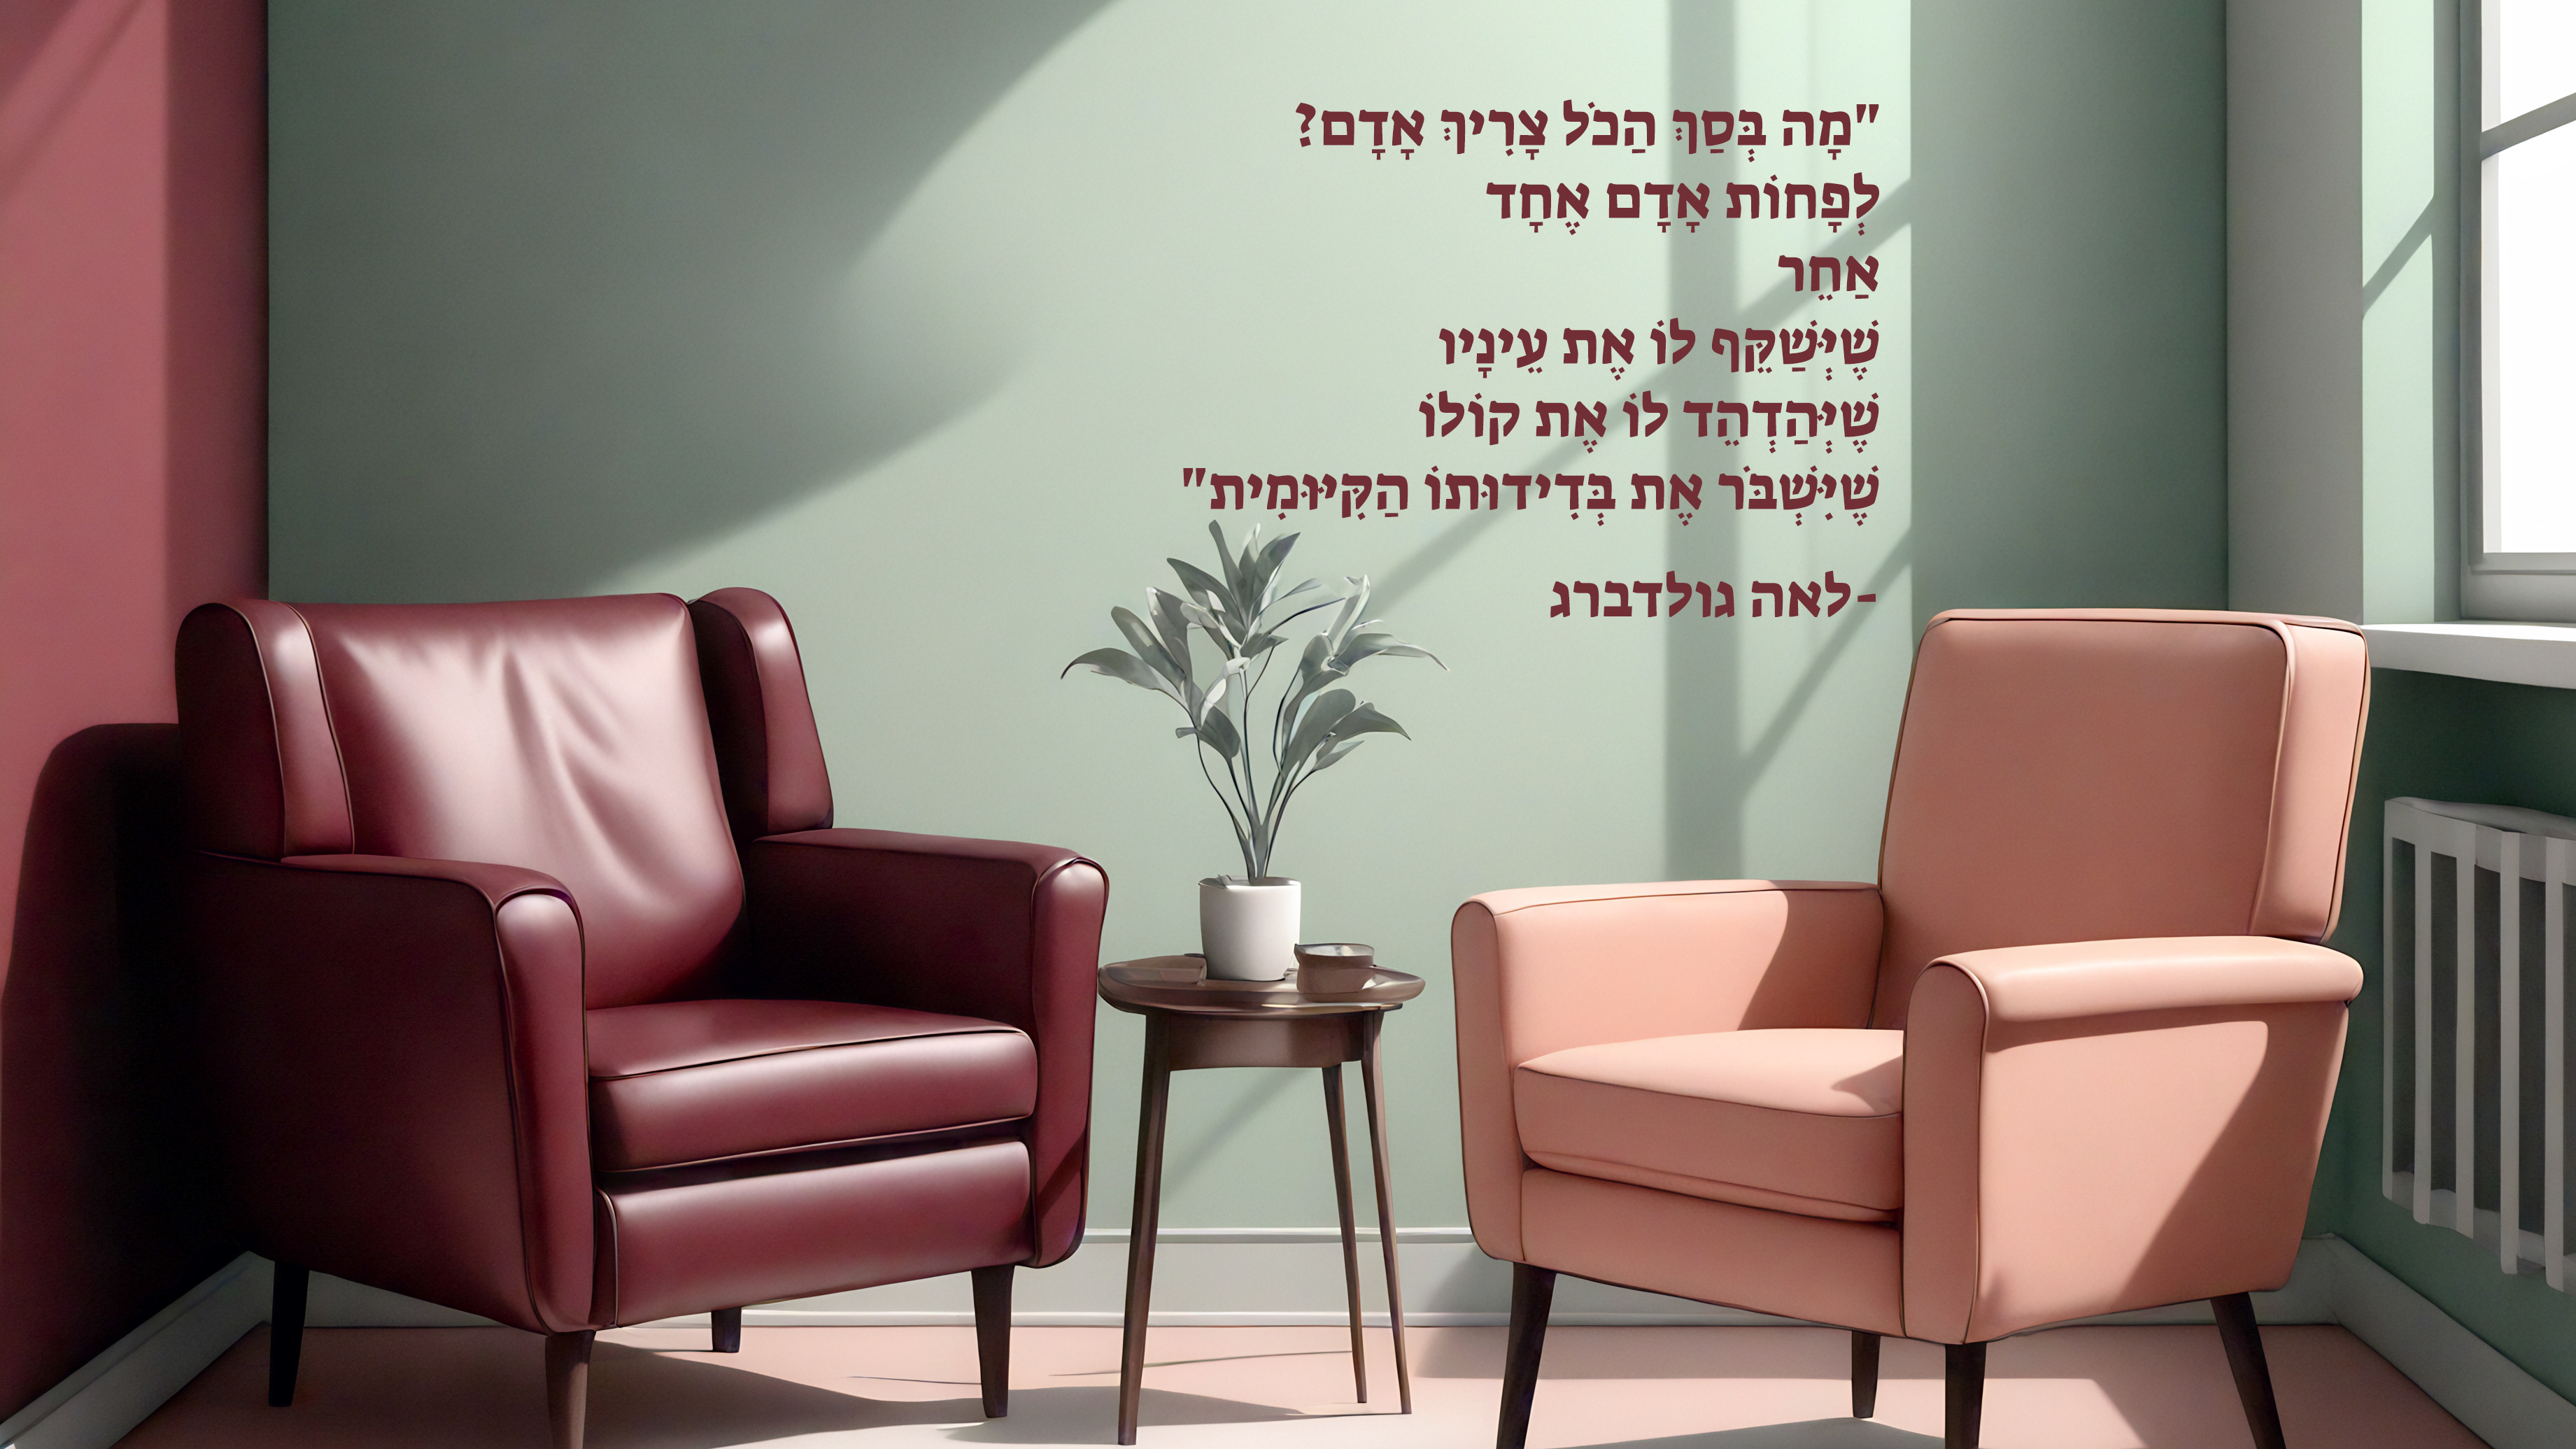 "מָה בְּסַךְ הַכֹּל צָרִיךְ אָדָם?
לְפָחוֹת אָדָם אֶחָד
אַחֵר
שֶׁיְּשַׁקֵּף לוֹ אֶת עֵינָיו
שֶׁיְּהַדְהֵד לוֹ אֶת קוֹלוֹ
שֶׁיִּשְׁבֹּר אֶת בְּדִידוּתוֹ הַקִּיּוּמִית"
-לאה גולדברג